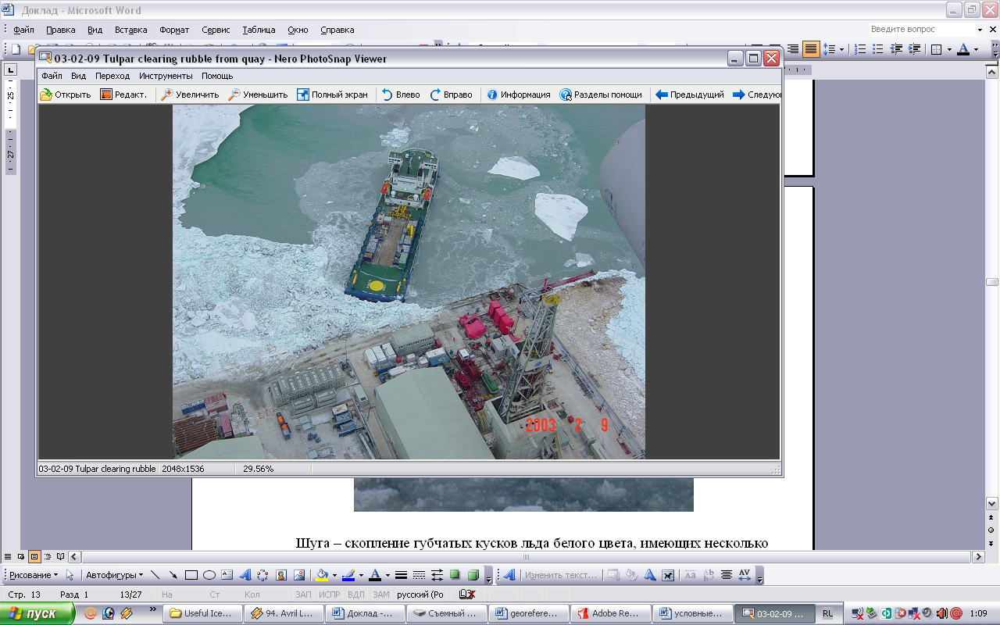 Доклад - Microsoft Word
Файл Правка Вид Вставка Формат Сервис Таблица Окно Справка
Введите вопрос
03-02-09 Tulpar clearing rubble from quay - Nero PhotoSnap Viewer
Файл Вид Переход Инструменты Помощь
Открыть Редакт. Увеличить Уменьшить Полный экран Влево Вправо Информация Разделы помощи Предыдущий Следую
25
27
2003 2 9
03-02-09 Tulpar clearing rubble 2048x1536 29.56%
Шуга – скопление губчатых кусков льда белого цвета, имеющих несколько
Рисование Автофигуры Изменить текст...
Стр. 13 Разд 1 13/27 На Ст Кол ЗАП ИСПР ВДЛ ЗАМ русский (Ро
пуск Useful Ice... 94. Avril L... Доклад -... Съемный ... georefere... Adobe Re... условные... 03-02-09 ... RL 1:09